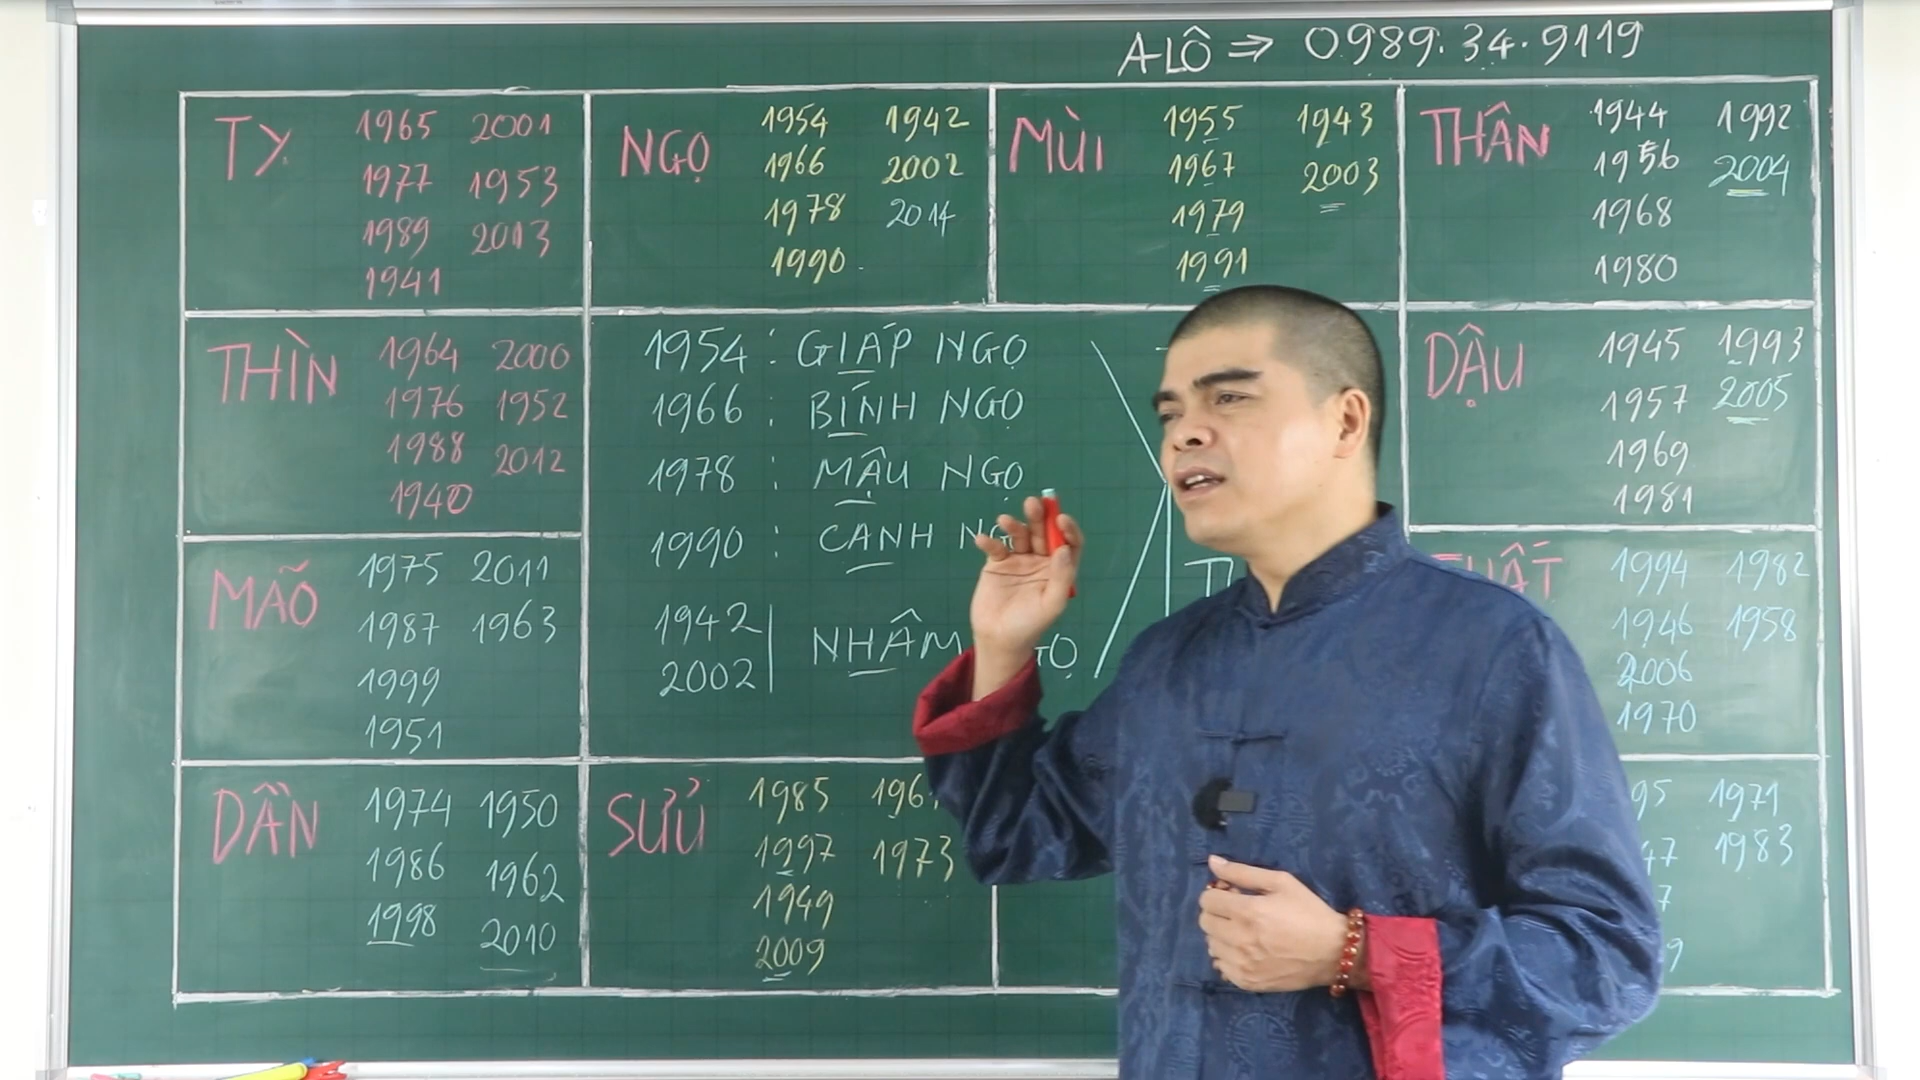 A-LÔ ⇒ 0989.34.9119
TỴ 1965 2001
1977 1953
1989 2013
1941
NGỌ 1954 1942
1966 2002
1978 2014
1990
MÙI 1955 1943
1967 2003
1979
1991
THÂN 1944 1992
1956 2004
1968
1980
THÌN 1964 2000
1976 1952
1988 2012
1940
1954 : GIÁP NGỌ
1966 : BÍNH NGỌ
1978 : MẬU NGỌ
1990 : CANH
1942
2002
DẬU 1945 1993
1957 2005
1969
1981
MÃO 1975 2011
1987 1963
1999
1951
1994 1982
1946 1958
2006
1970
DẦN 1974 1950
1986 1962
1998 2010
SỬU 1985
1997 1973
1949
2009
1971
1983